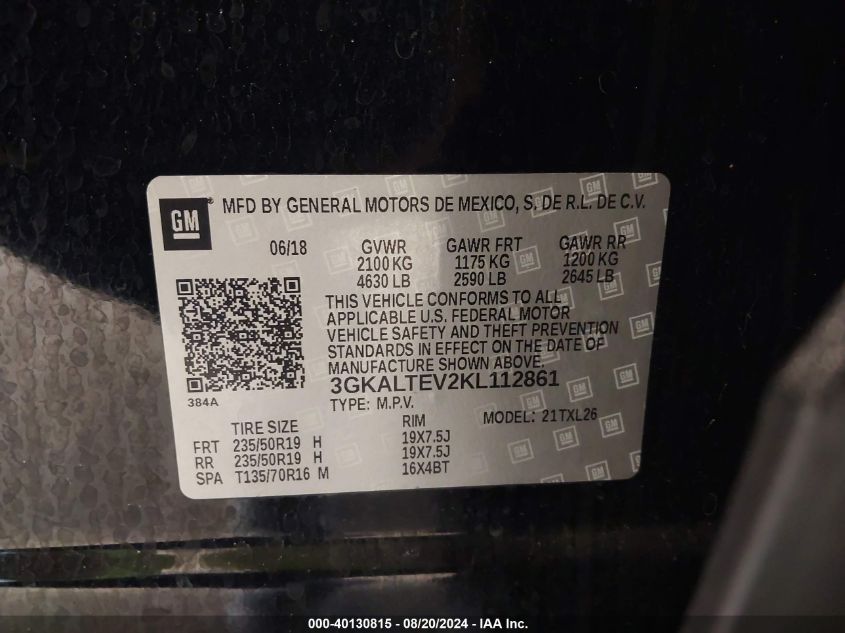 GM ® MFD BY GENERAL MOTORS DE MEXICO, S, DE R.L. DE C.V.
06/18 GVWR GAWR FRT GAWR RR
2100 KG 1175 KG 1200 KG
4630 LB 2590 LB 2645 LB
THIS VEHICLE CONFORMS TO ALL
APPLICABLE U.S. FEDERAL MOTOR
VEHICLE SAFETY AND THEFT PREVENTION
STANDARDS IN EFFECT ON THE DATE OF
MANUFACTURE SHOWN ABOVE.
3GKALTEV2KL112861
384A
TYPE: M.P.V. MODEL: 21TXL26
TIRE SIZE RIM
FRT 235/50R19 H 19X7.5J
RR 235/50R19 H 19X7.5J
SPA T135/70R16 M 16X4BT
000-40130815 - 08/20/2024 - IAA Inc.